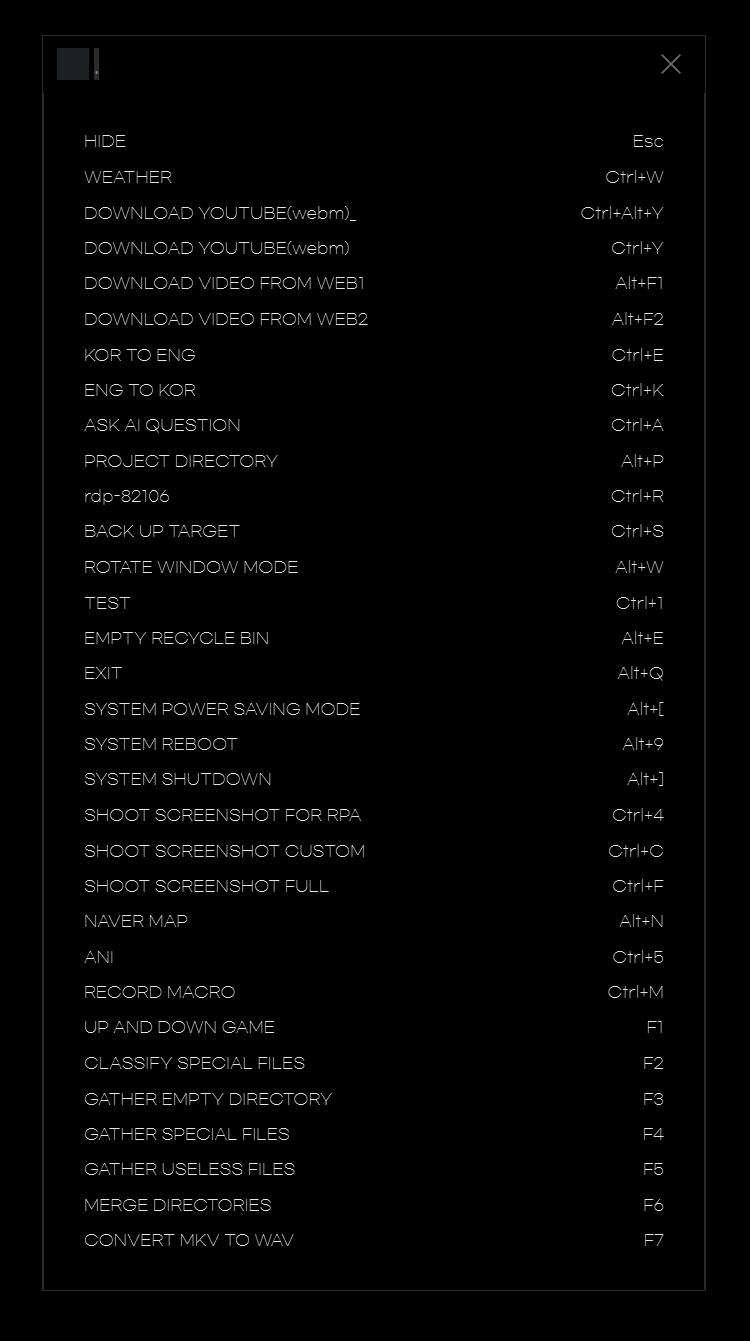 .
HIDE Esc
WEATHER Ctrl+W
DOWNLOAD YOUTUBE(webm)_ Ctrl+Alt+Y
DOWNLOAD YOUTUBE(webm) Ctrl+Y
DOWNLOAD VIDEO FROM WEB1 Alt+F1
DOWNLOAD VIDEO FROM WEB2 Alt+F2
KOR TO ENG Ctrl+E
ENG TO KOR Ctrl+K
ASK AI QUESTION Ctrl+A
PROJECT DIRECTORY Alt+P
rdp-82106 Ctrl+R
BACK UP TARGET Ctrl+S
ROTATE WINDOW MODE Alt+W
TEST Ctrl+1
EMPTY RECYCLE BIN Alt+E
EXIT Alt+Q
SYSTEM POWER SAVING MODE Alt+[
SYSTEM REBOOT Alt+9
SYSTEM SHUTDOWN Alt+]
SHOOT SCREENSHOT FOR RPA Ctrl+4
SHOOT SCREENSHOT CUSTOM Ctrl+C
SHOOT SCREENSHOT FULL Ctrl+F
NAVER MAP Alt+N
ANI Ctrl+5
RECORD MACRO Ctrl+M
UP AND DOWN GAME F1
CLASSIFY SPECIAL FILES F2
GATHER EMPTY DIRECTORY F3
GATHER SPECIAL FILES F4
GATHER USELESS FILES F5
MERGE DIRECTORIES F6
CONVERT MKV TO WAV F7